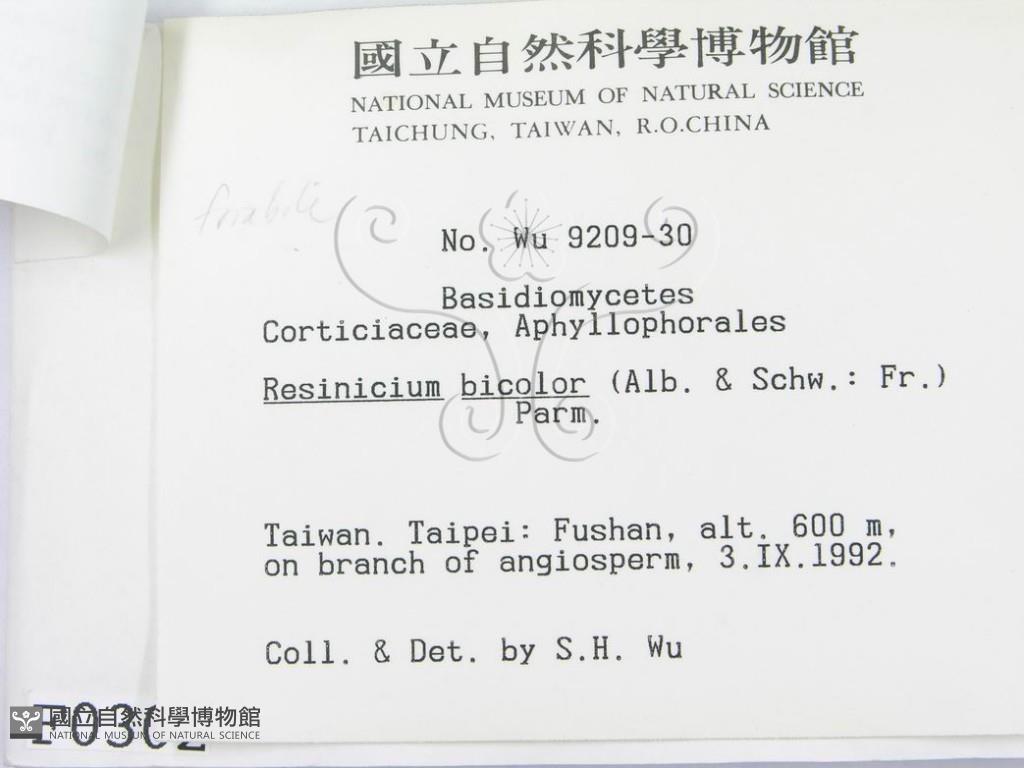 國立自然科學博物館
NATIONAL MUSEUM OF NATURAL SCIENCE
TAICHUNG, TAIWAN, R.O.CHINA
No. Wu 9209-30
Basidiomycetes
Corticiaceae, Aphyllophorales
Resinicium bicolor (Alb. & Schw.: Fr.)
Parm.
Taiwan. Taipei: Fushan, alt. 600 m,
on branch of angiosperm, 3.IX.1992.
Coll. & Det. by S.H. Wu
國立自然科學博物館
NATIONAL MUSEUM OF NATURAL SCIENCE